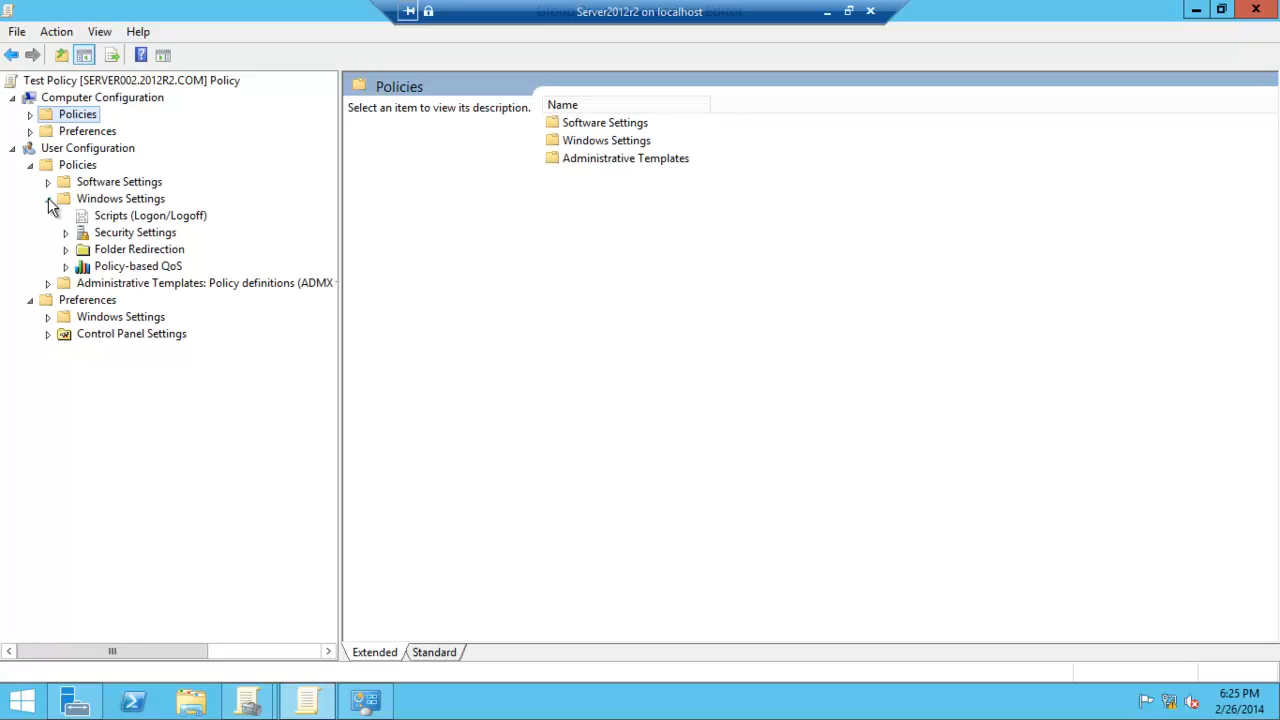 Server2012r2 on localhost
File Action View Help
Test Policy [SERVER002.2012R2.COM] Policy
Computer Configuration
Policies
Preferences
User Configuration
Policies
Software Settings
Windows Settings
Scripts (Logon/Logoff)
Security Settings
Folder Redirection
Policy-based QoS
Administrative Templates: Policy definitions (ADMX
Preferences
Windows Settings
Control Panel Settings
Policies
Select an item to view its description.
Name
Software Settings
Windows Settings
Administrative Templates
Extended Standard
6:25 PM
2/26/2014